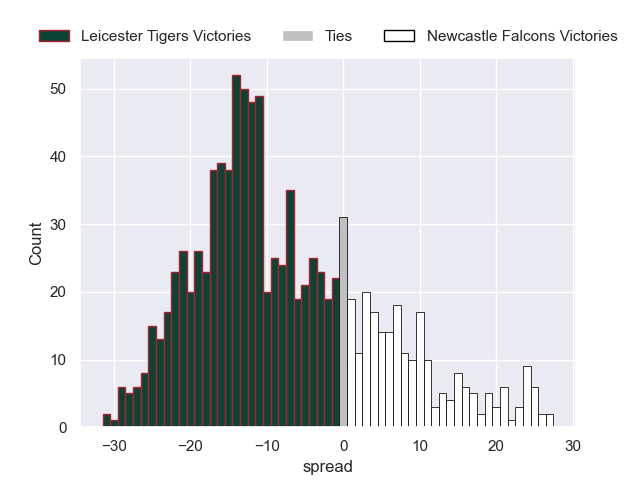 Leicester Tigers Victories Ties Newcastle Falcons Victories
50
40
30
20
10
0
Count
−30 −20 −10 0 10 20 30
spread